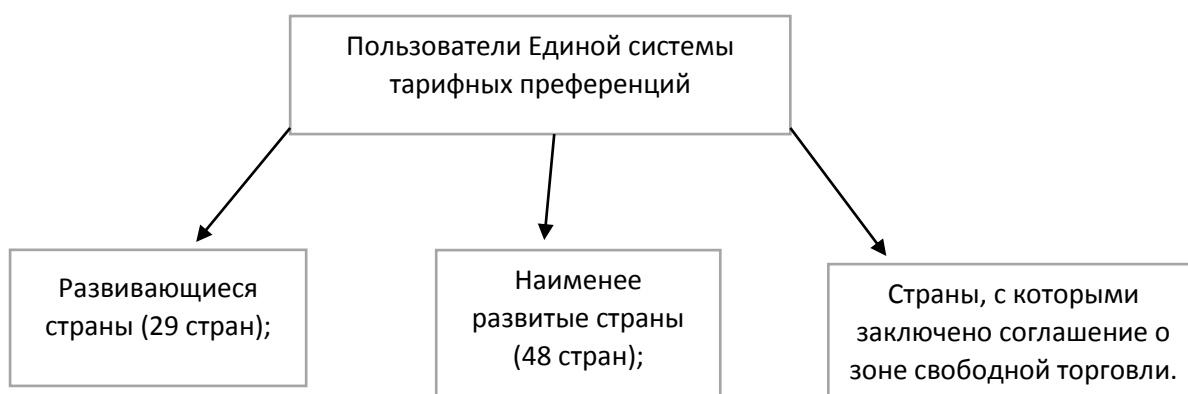 Пользователи Единой системы
тарифных преференций
Развивающиеся
страны (29 стран);
Наименее
развитые страны
(48 стран);
Страны, с которыми
заключено соглашение о
зоне свободной торговли.